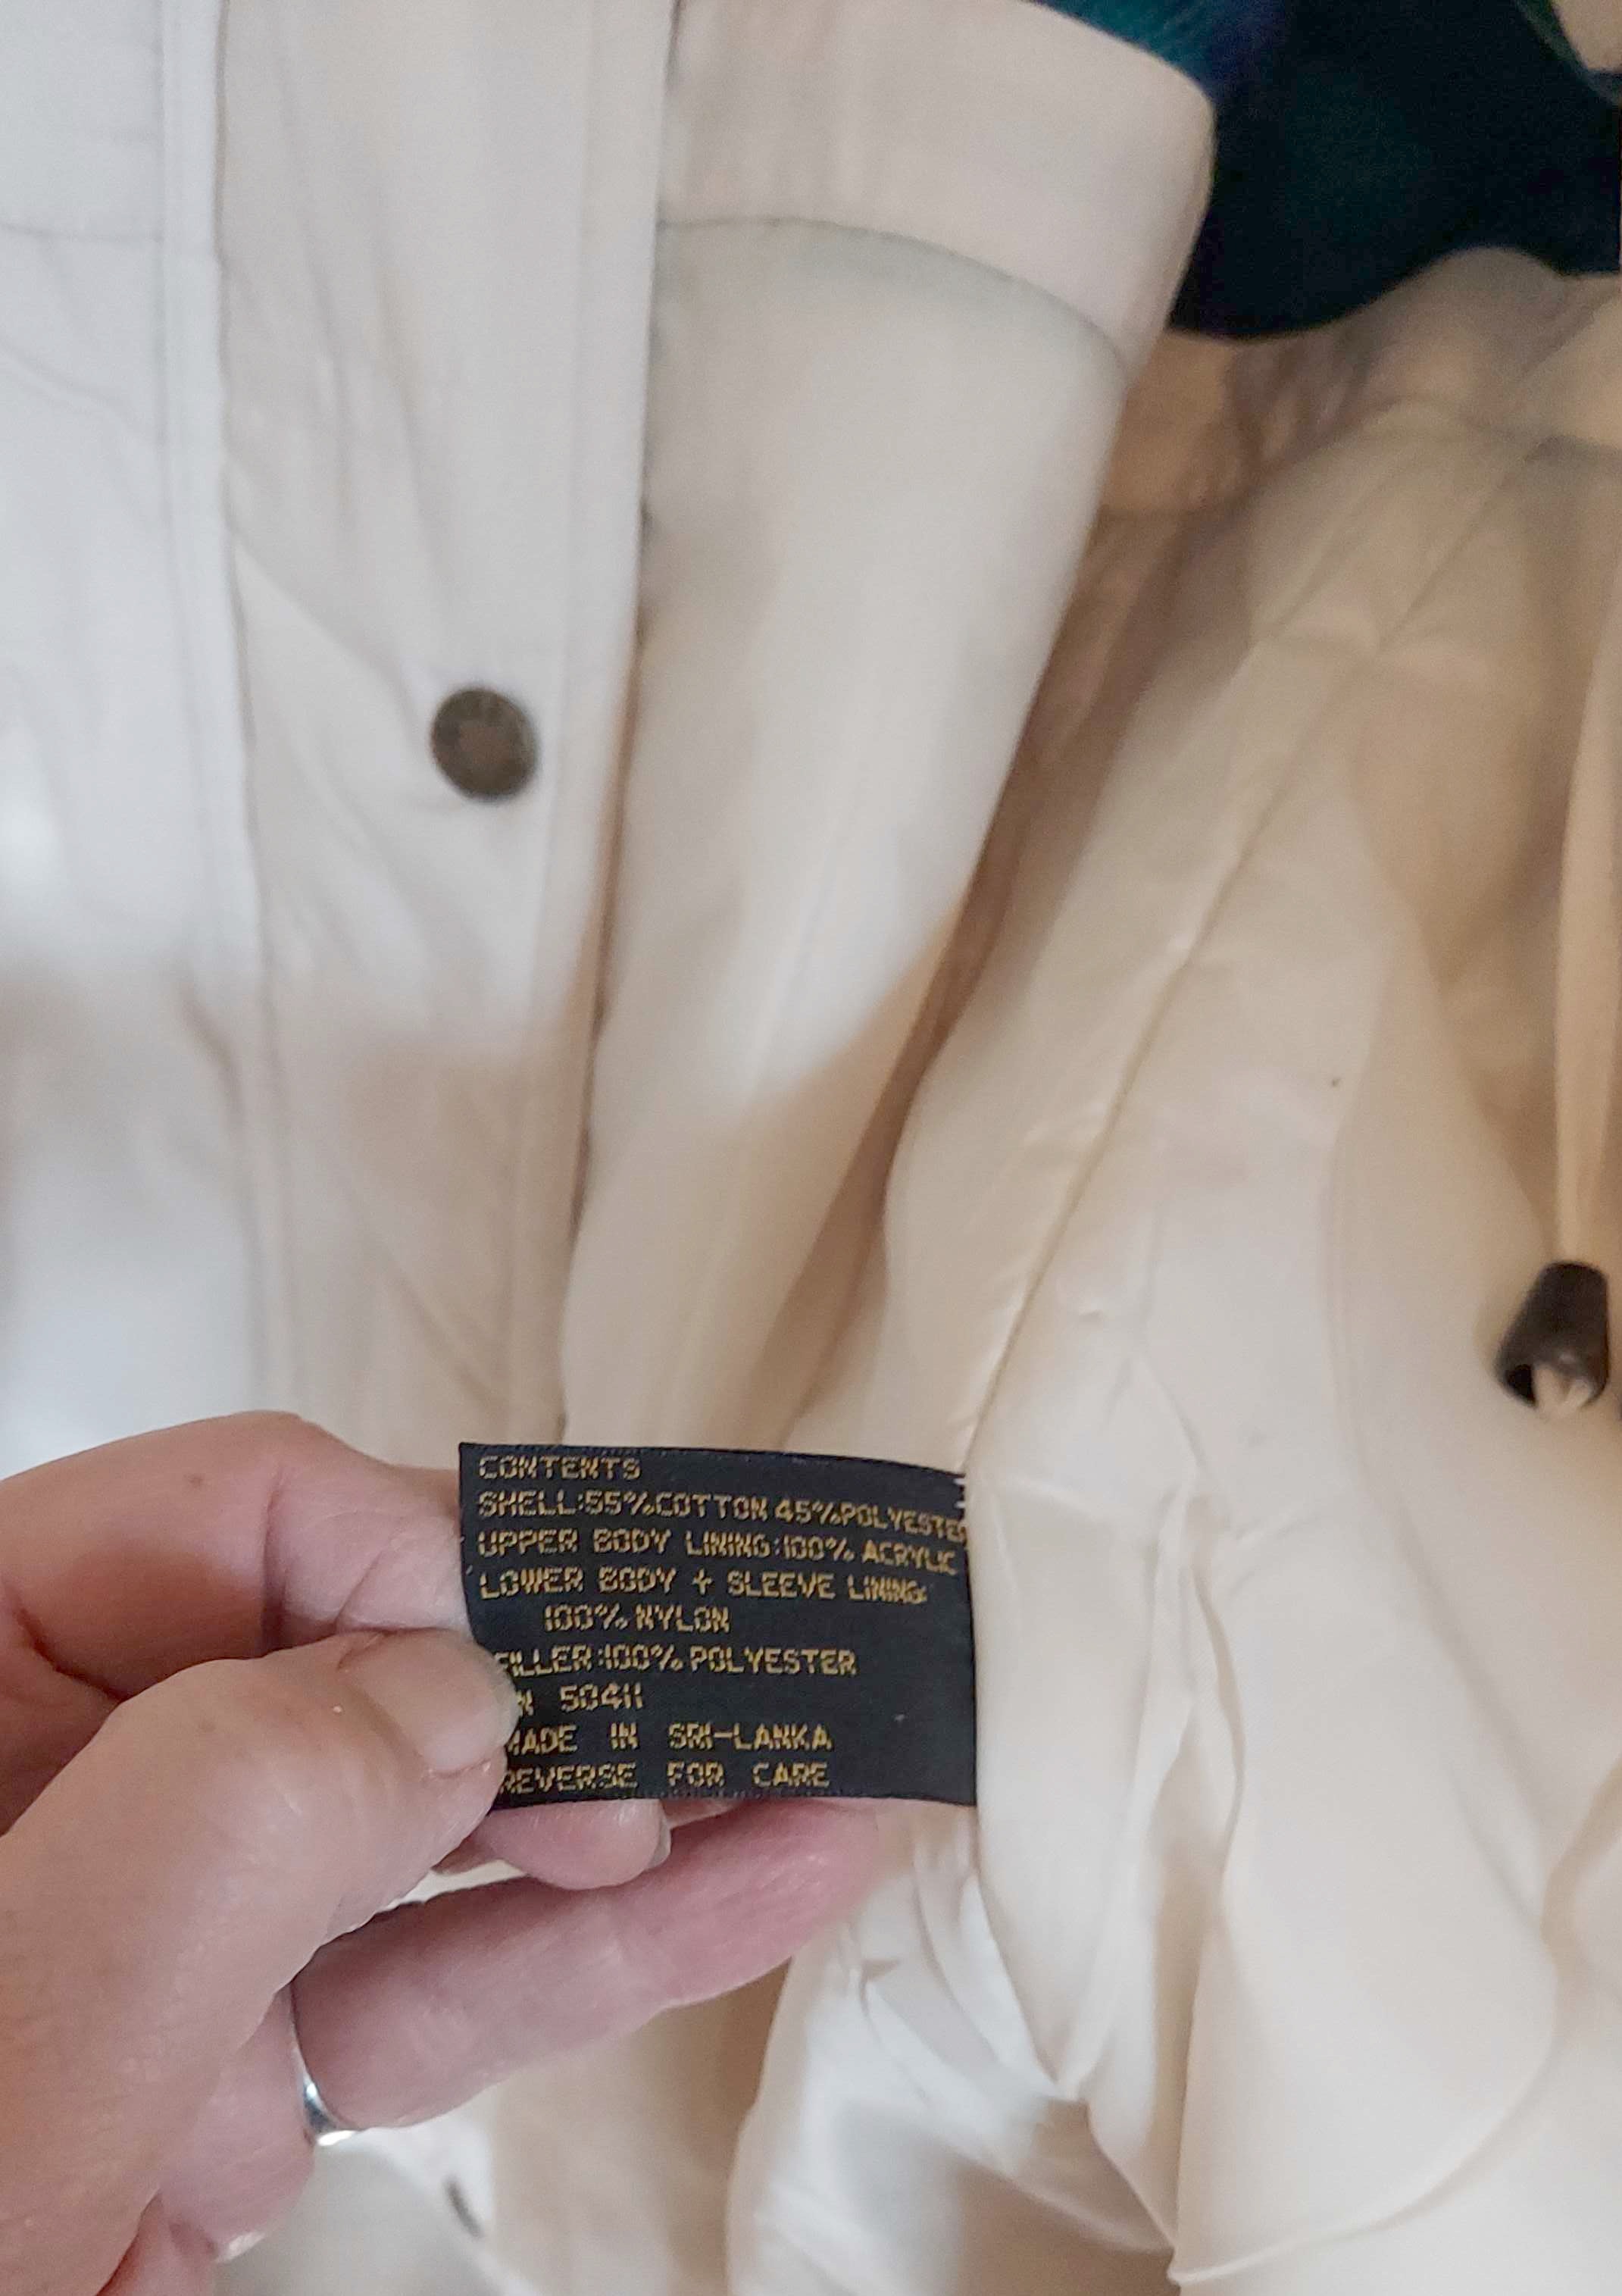 CONTENTS
SHELL:55%COTTON 45%POLYESTER
UPPER BODY LINING:100% ACRYLIC
LOWER BODY + SLEEVE LINING:
100% NYLON
FILLER:100% POLYESTER
N 50411
MADE IN SRI-LANKA
REVERSE FOR CARE